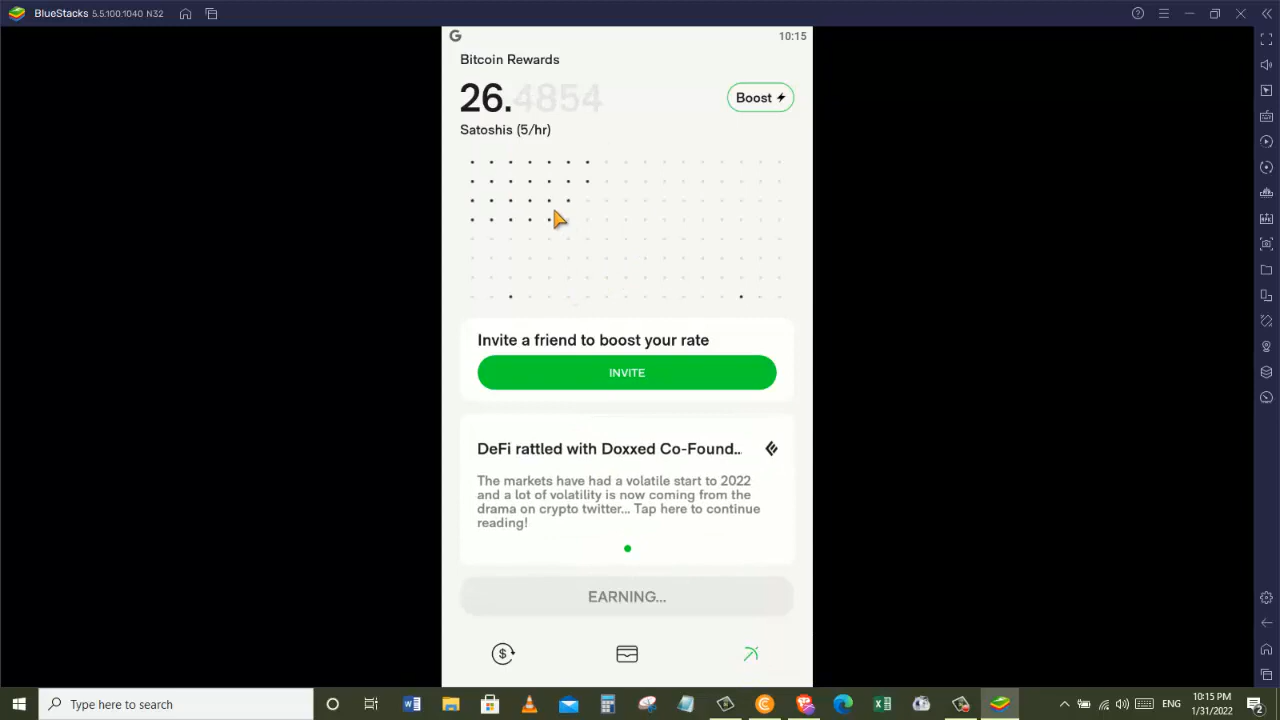 BlueStacks 5.5.100.1040 N32
G 10:15
Bitcoin Rewards
26.4854
Boost
Satoshis (5/hr)
Invite a friend to boost your rate
INVITE
DeFi rattled with Doxxed Co-Found..
The markets have had a volatile start to 2022
and a lot of volatility is now coming from the
drama on crypto twitter... Tap here to continue
reading!
EARNING...
$
Type here to search
ENG
10:15 PM
1/31/2022
2